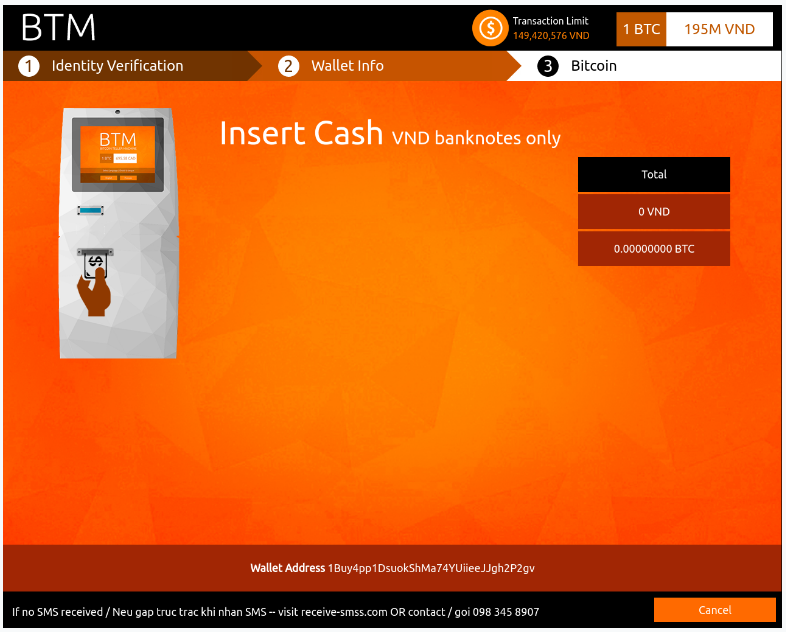 BTM
Transaction Limit
149,420,576 VND
1 BTC 195M VND
1 Identity Verification 2 Wallet Info 3 Bitcoin
Insert Cash VND banknotes only
BTM
Total
0 VND
0.00000000 BTC
Wallet Address 1Buy4pp1DsuokShMa74YUiieeJJgh2P2gv
If no SMS received / Neu gap truc trac khi nhan SMS -- visit receive-smss.com OR contact / goi 098 345 8907
Cancel